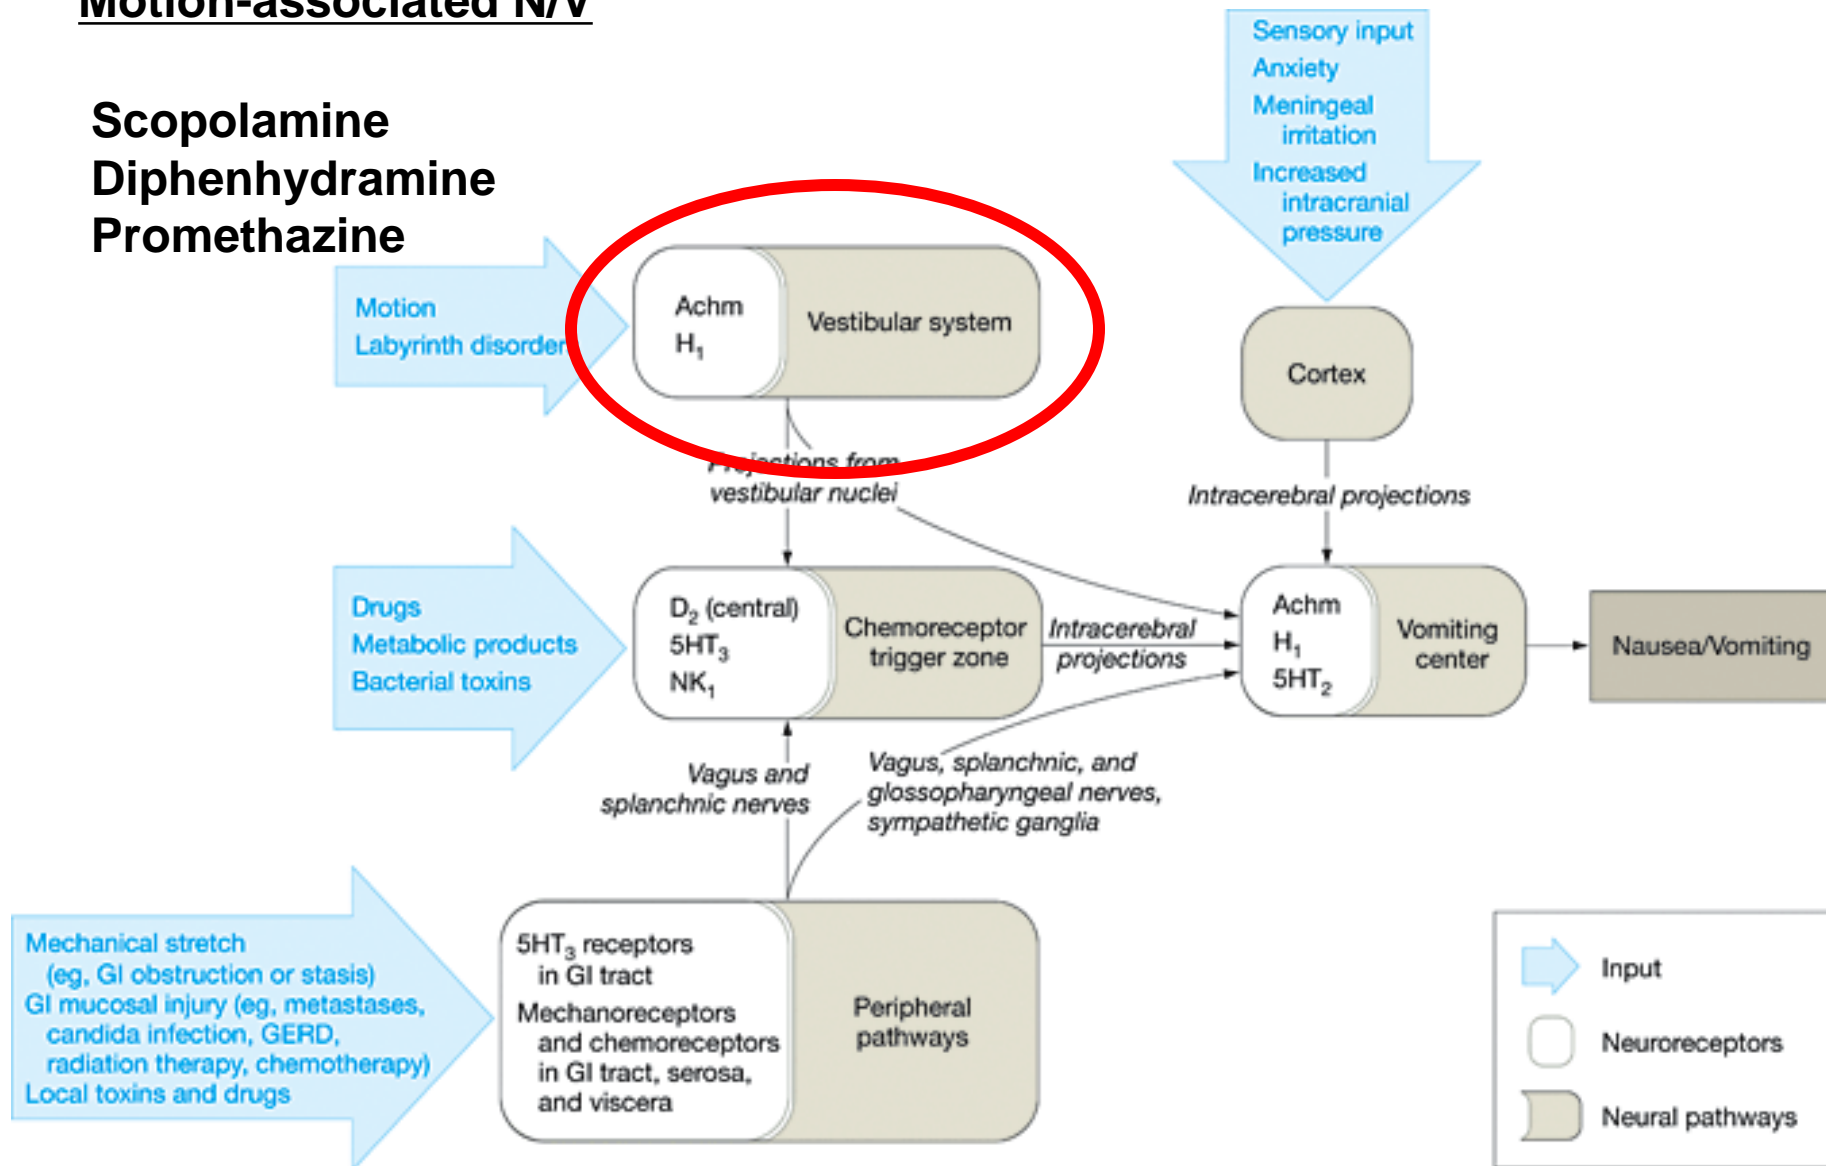 Motion-associated N/V
Scopolamine
Diphenhydramine
Promethazine
Sensory input
Anxiety
Meningeal
irritation
Increased
intracranial
pressure
Motion
Labyrinth disorder
Achm
H1
Vestibular system
Cortex
Projections from
vestibular nuclei
Intracerebral projections
Drugs
Metabolic products
Bacterial toxins
D2 (central)
5HT3
NK1
Chemoreceptor
trigger zone
Intracerebral
projections
Achm
H1
5HT2
Vomiting
center
Nausea/Vomiting
Vagus and
splanchnic nerves
Vagus, splanchnic, and
glossopharyngeal nerves,
sympathetic ganglia
Mechanical stretch
(eg, GI obstruction or stasis)
GI mucosal injury (eg, metastases,
candida infection, GERD,
radiation therapy, chemotherapy)
Local toxins and drugs
5HT3 receptors
in GI tract
Mechanoreceptors
and chemoreceptors
in GI tract, serosa,
and viscera
Peripheral
pathways
Input
Neuroreceptors
Neural pathways